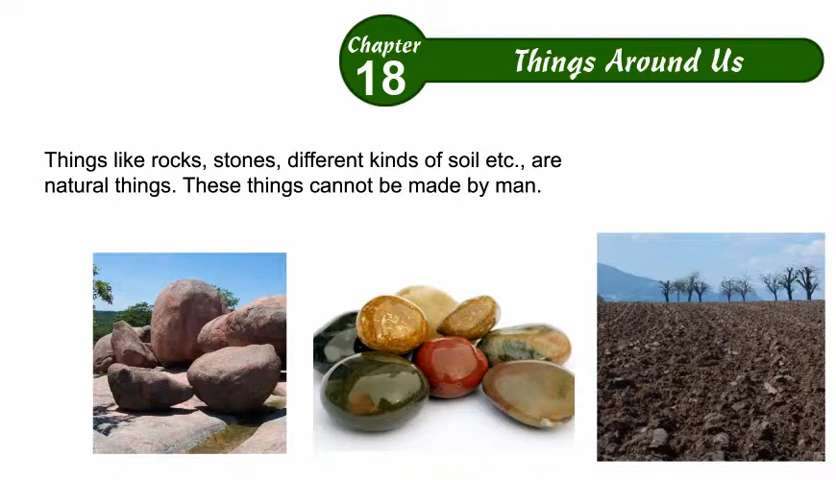 Chapter
18
Things Around Us
Things like rocks, stones, different kinds of soil etc., are
natural things. These things cannot be made by man.